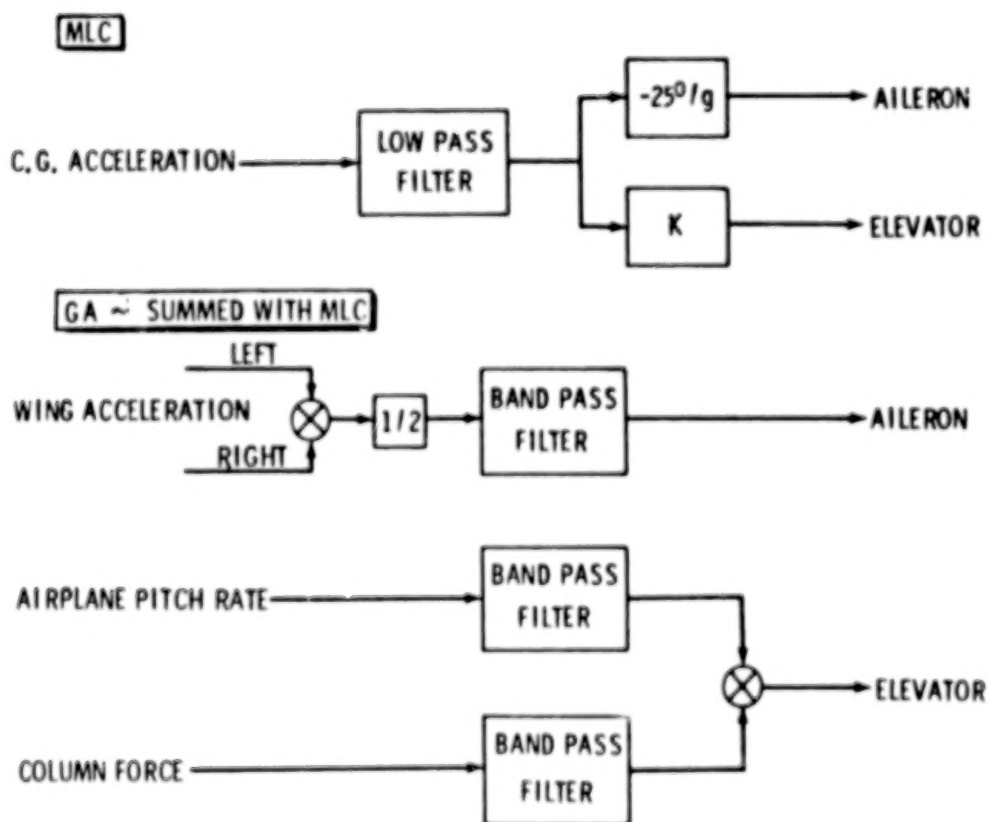 MLC
C.G. ACCELERATION
LOW PASS
FILTER
-25⁰/g
AILERON
K
ELEVATOR
GA ~ SUMMED WITH MLC
LEFT
WING ACCELERATION
RIGHT
1/2
BAND PASS
FILTER
AILERON
AIRPLANE PITCH RATE
BAND PASS
FILTER
ELEVATOR
COLUMN FORCE
BAND PASS
FILTER